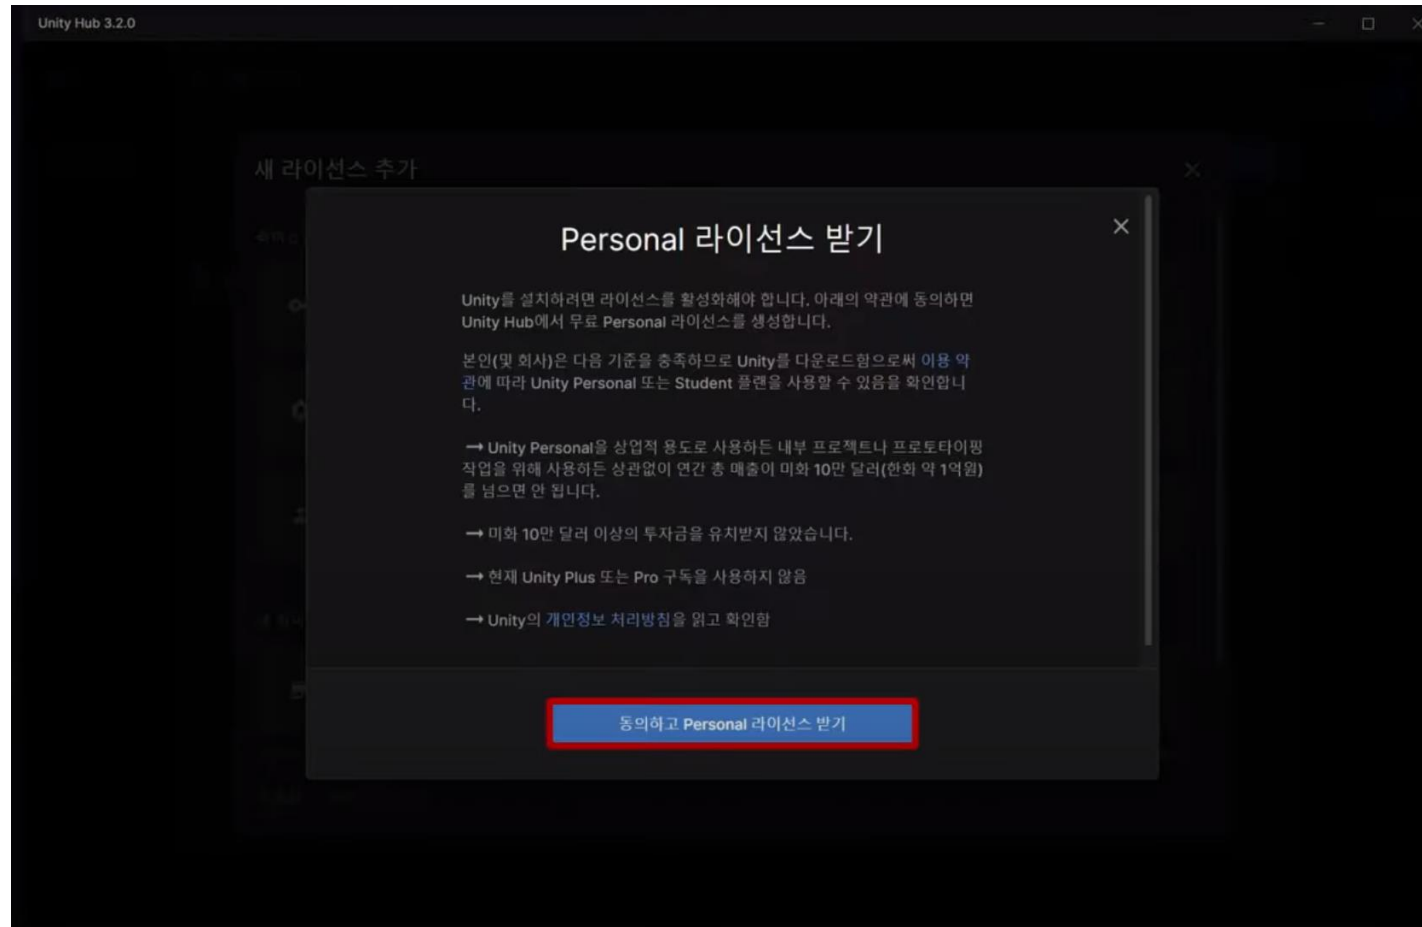 Unity Hub 3.2.0
새 라이선스 추가
Personal 라이선스 받기
Unity를 설치하려면 라이선스를 활성화해야 합니다. 아래의 약관에 동의하면
Unity Hub에서 무료 Personal 라이선스를 생성합니다.
본인(및 회사)은 다음 기준을 충족하므로 Unity를 다운로드함으로써 이용 약
관에 따라 Unity Personal 또는 Student 플랜을 사용할 수 있음을 확인합니
다.
→ Unity Personal을 상업적 용도로 사용하든 내부 프로젝트나 프로토타이핑
작업을 위해 사용하든 상관없이 연간 총 매출이 미화 10만 달러(한화 약 1억원)
를 넘으면 안 됩니다.
→ 미화 10만 달러 이상의 투자금을 유치받지 않았습니다.
→ 현재 Unity Plus 또는 Pro 구독을 사용하지 않음
→ Unity의 개인정보 처리방침을 읽고 확인함
동의하고 Personal 라이선스 받기